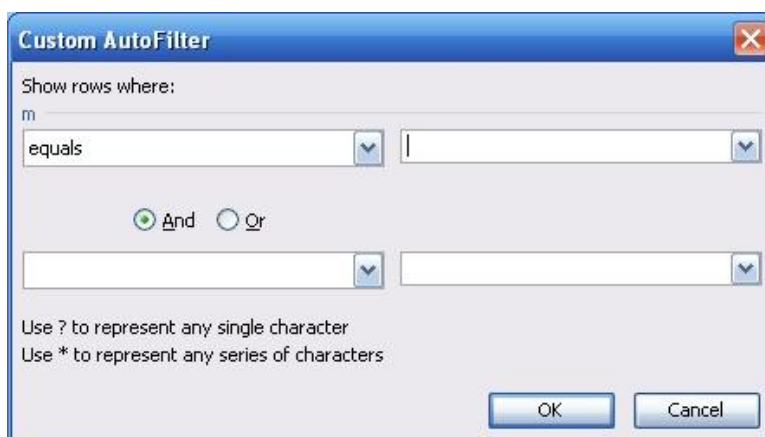 Custom AutoFilter
Show rows where:
m
equals
And Or
Use ? to represent any single character
Use * to represent any series of characters
OK Cancel